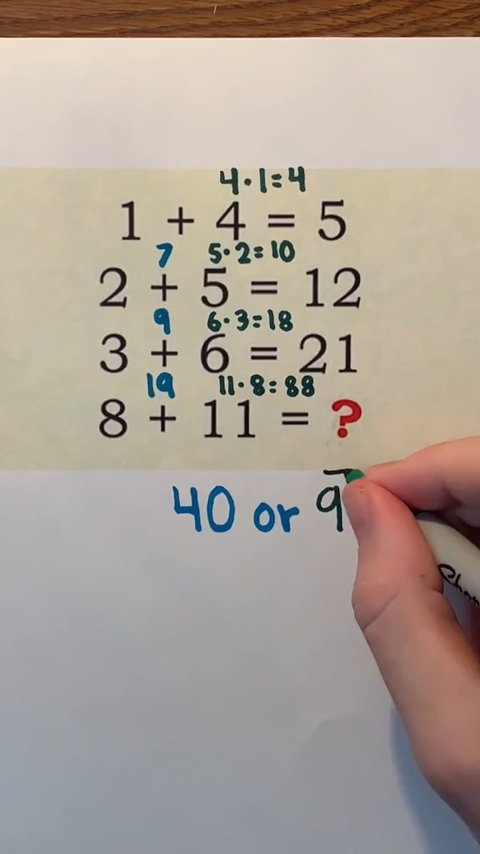 4·1=4
1 + 4 = 5
7 5·2=10
2 + 5 = 12
9 6·3=18
3 + 6 = 21
19 11·8=88
8 + 11 = ?
40 or 9